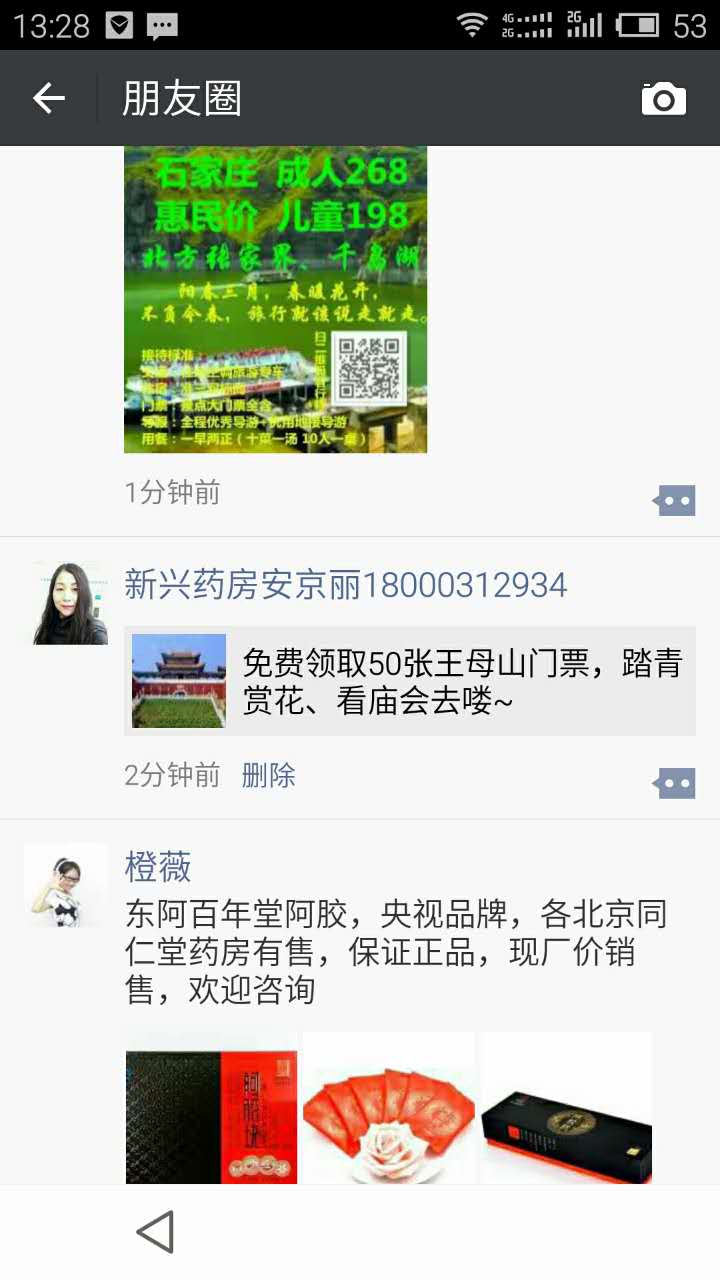 13:28
4G
2G
2G
53
朋友圈
石家庄 成人268
惠民价 儿童198
北方张家界、千岛湖
阳春三月，春暖花开，
不负今春，旅行就该说走就走。
接待标准：
门票：景点大门票全含
导服：全程优秀导游+优秀地接导游
用餐：一早两正（十菜一汤 10人一桌）
1分钟前
新兴药房安京丽18000312934
免费领取50张王母山门票，踏青
赏花、看庙会去喽~
2分钟前 删除
橙薇
东阿百年堂阿胶，央视品牌，各北京同
仁堂药房有售，保证正品，现厂价销
售，欢迎咨询